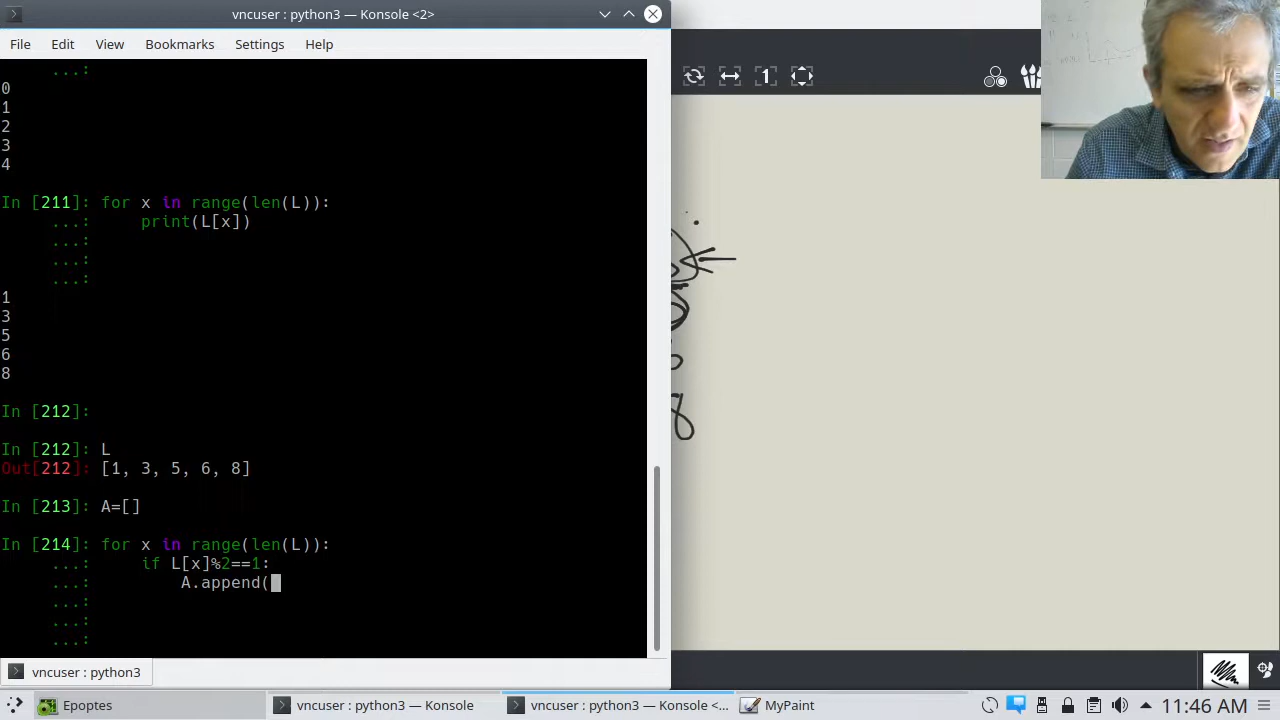 vncuser : python3 — Konsole <2>
File Edit View Bookmarks Settings Help
...:
0
1
2
3
4
In [211]: for x in range(len(L)):
...: print(L[x])
...:
...:
...:
1
3
5
6
8
In [212]:
In [212]: L
Out[212]: [1, 3, 5, 6, 8]
In [213]: A=[]
In [214]: for x in range(len(L)):
...: if L[x]%2==1:
...: A.append(
...:
...:
...:
vncuser : python3
Epoptes
vncuser : python3 — Konsole
vncuser : python3 — Konsole <...
MyPaint
11:46 AM